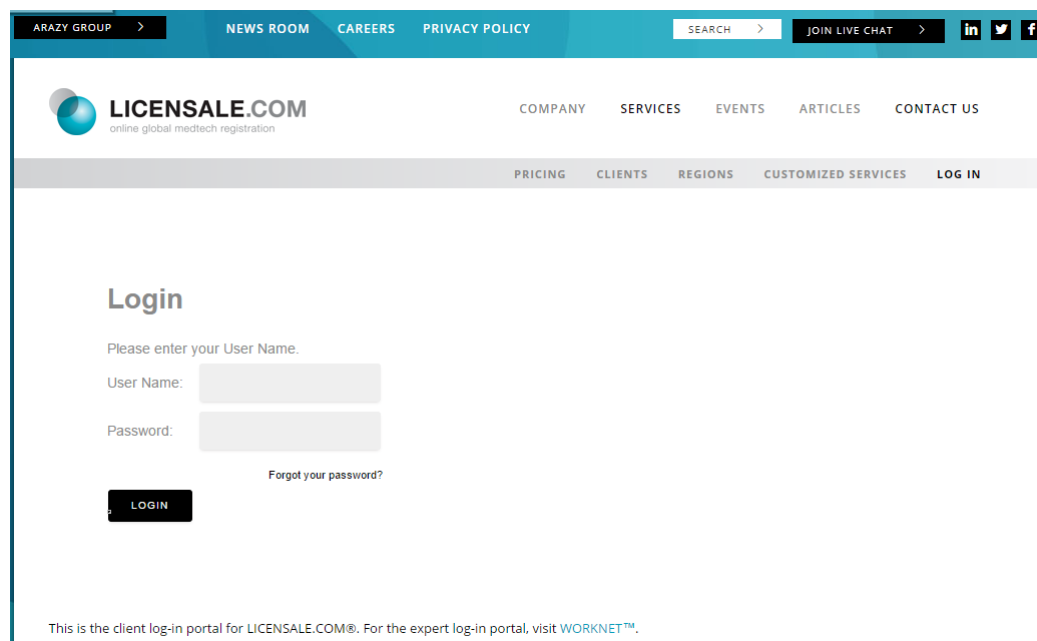 ARAZY GROUP >
NEWS ROOM CAREERS PRIVACY POLICY
SEARCH >
JOIN LIVE CHAT >
in f
LICENSALE.COM
online global medtech registration
COMPANY SERVICES EVENTS ARTICLES CONTACT US
PRICING CLIENTS REGIONS CUSTOMIZED SERVICES LOG IN
Login
Please enter your User Name.
User Name:
Password:
Forgot your password?
LOGIN
This is the client log-in portal for LICENSALE.COM®. For the expert log-in portal, visit WORKNET™.